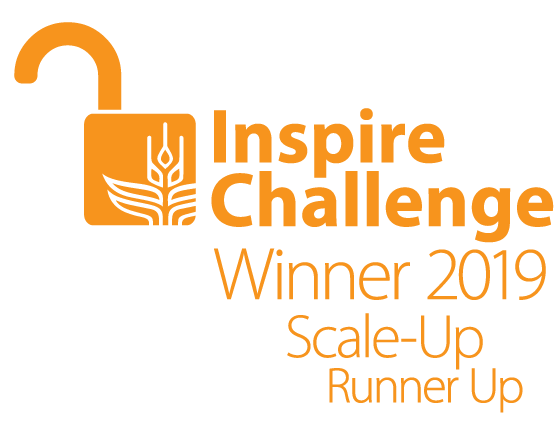 Inspire
Challenge
Winner 2019
Scale-Up
Runner Up